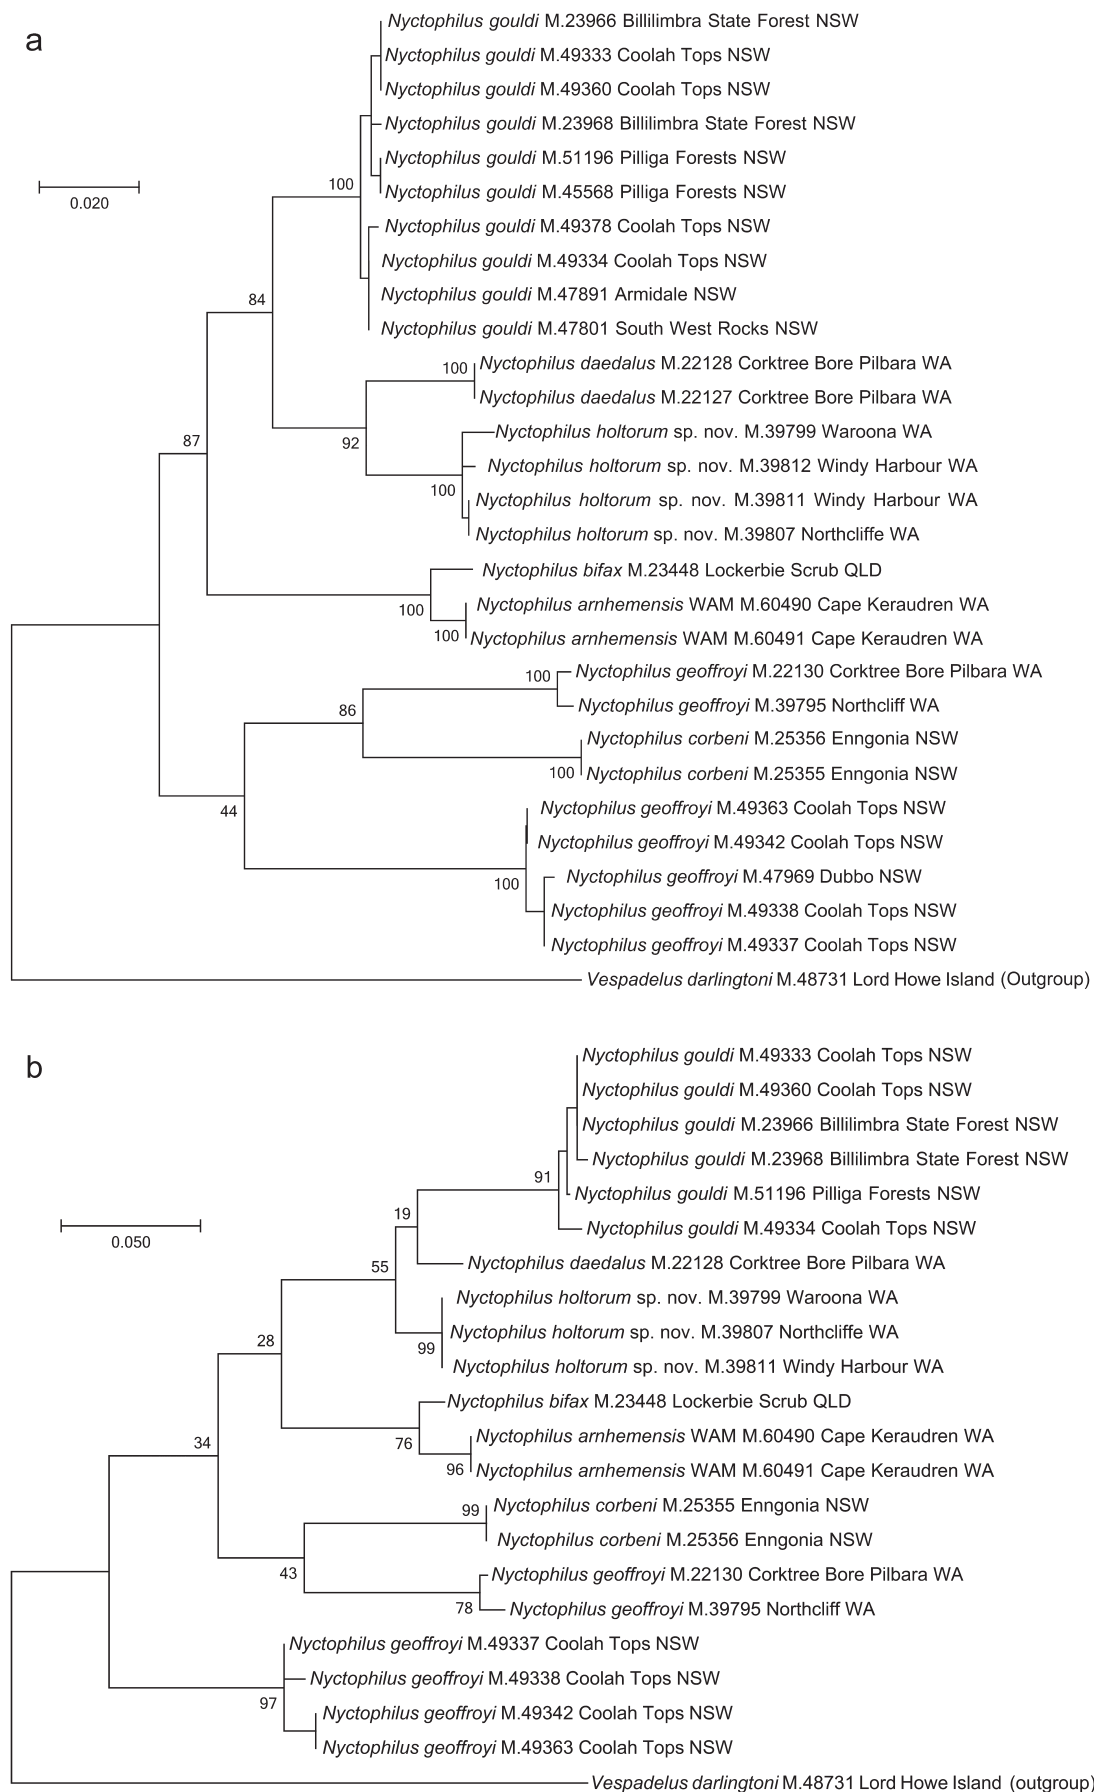 a
Nyctophilus gouldi M.23966 Billilimbra State Forest NSW
Nyctophilus gouldi M.49333 Coolah Tops NSW
Nyctophilus gouldi M.49360 Coolah Tops NSW
Nyctophilus gouldi M.23968 Billilimbra State Forest NSW
Nyctophilus gouldi M.51196 Pilliga Forests NSW
100
Nyctophilus gouldi M.45568 Pilliga Forests NSW
0.020
Nyctophilus gouldi M.49378 Coolah Tops NSW
Nyctophilus gouldi M.49334 Coolah Tops NSW
Nyctophilus gouldi M.47891 Armidale NSW
84
Nyctophilus gouldi M.47801 South West Rocks NSW
100
Nyctophilus daedalus M.22128 Corktree Bore Pilbara WA
Nyctophilus daedalus M.22127 Corktree Bore Pilbara WA
Nyctophilus holtorum sp. nov. M.39799 Waroona WA
87
92
Nyctophilus holtorum sp. nov. M.39812 Windy Harbour WA
100
Nyctophilus holtorum sp. nov. M.39811 Windy Harbour WA
Nyctophilus holtorum sp. nov. M.39807 Northcliffe WA
Nyctophilus bifax M.23448 Lockerbie Scrub QLD
Nyctophilus arnhemensis WAM M.60490 Cape Keraudren WA
100
100
Nyctophilus arnhemensis WAM M.60491 Cape Keraudren WA
100
Nyctophilus geoffroyi M.22130 Corktree Bore Pilbara WA
Nyctophilus geoffroyi M.39795 Northcliff WA
86
Nyctophilus corbeni M.25356 Enngonia NSW
100
Nyctophilus corbeni M.25355 Enngonia NSW
Nyctophilus geoffroyi M.49363 Coolah Tops NSW
44
Nyctophilus geoffroyi M.49342 Coolah Tops NSW
Nyctophilus geoffroyi M.47969 Dubbo NSW
100
Nyctophilus geoffroyi M.49338 Coolah Tops NSW
Nyctophilus geoffroyi M.49337 Coolah Tops NSW
Vespadelus darlingtoni M.48731 Lord Howe Island (Outgroup)
b
Nyctophilus gouldi M.49333 Coolah Tops NSW
Nyctophilus gouldi M.49360 Coolah Tops NSW
Nyctophilus gouldi M.23966 Billilimbra State Forest NSW
Nyctophilus gouldi M.23968 Billilimbra State Forest NSW
91
Nyctophilus gouldi M.51196 Pilliga Forests NSW
19
Nyctophilus gouldi M.49334 Coolah Tops NSW
0.050
55
Nyctophilus daedalus M.22128 Corktree Bore Pilbara WA
Nyctophilus holtorum sp. nov. M.39799 Waroona WA
Nyctophilus holtorum sp. nov. M.39807 Northcliffe WA
28
99
Nyctophilus holtorum sp. nov. M.39811 Windy Harbour WA
Nyctophilus bifax M.23448 Lockerbie Scrub QLD
34
76
Nyctophilus arnhemensis WAM M.60490 Cape Keraudren WA
96
Nyctophilus arnhemensis WAM M.60491 Cape Keraudren WA
99
Nyctophilus corbeni M.25355 Enngonia NSW
Nyctophilus corbeni M.25356 Enngonia NSW
43
Nyctophilus geoffroyi M.22130 Corktree Bore Pilbara WA
78
Nyctophilus geoffroyi M.39795 Northcliff WA
Nyctophilus geoffroyi M.49337 Coolah Tops NSW
Nyctophilus geoffroyi M.49338 Coolah Tops NSW
97
Nyctophilus geoffroyi M.49342 Coolah Tops NSW
Nyctophilus geoffroyi M.49363 Coolah Tops NSW
Vespadelus darlingtoni M.48731 Lord Howe Island (outgroup)